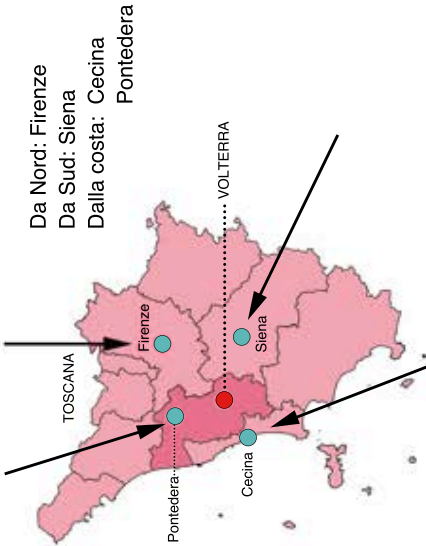 Da Nord: Firenze
Da Sud: Siena
Dalla costa: Cecina
Pontedera
TOSCANA
Firenze
Pontedera
VOLTERRA
Siena
Cecina